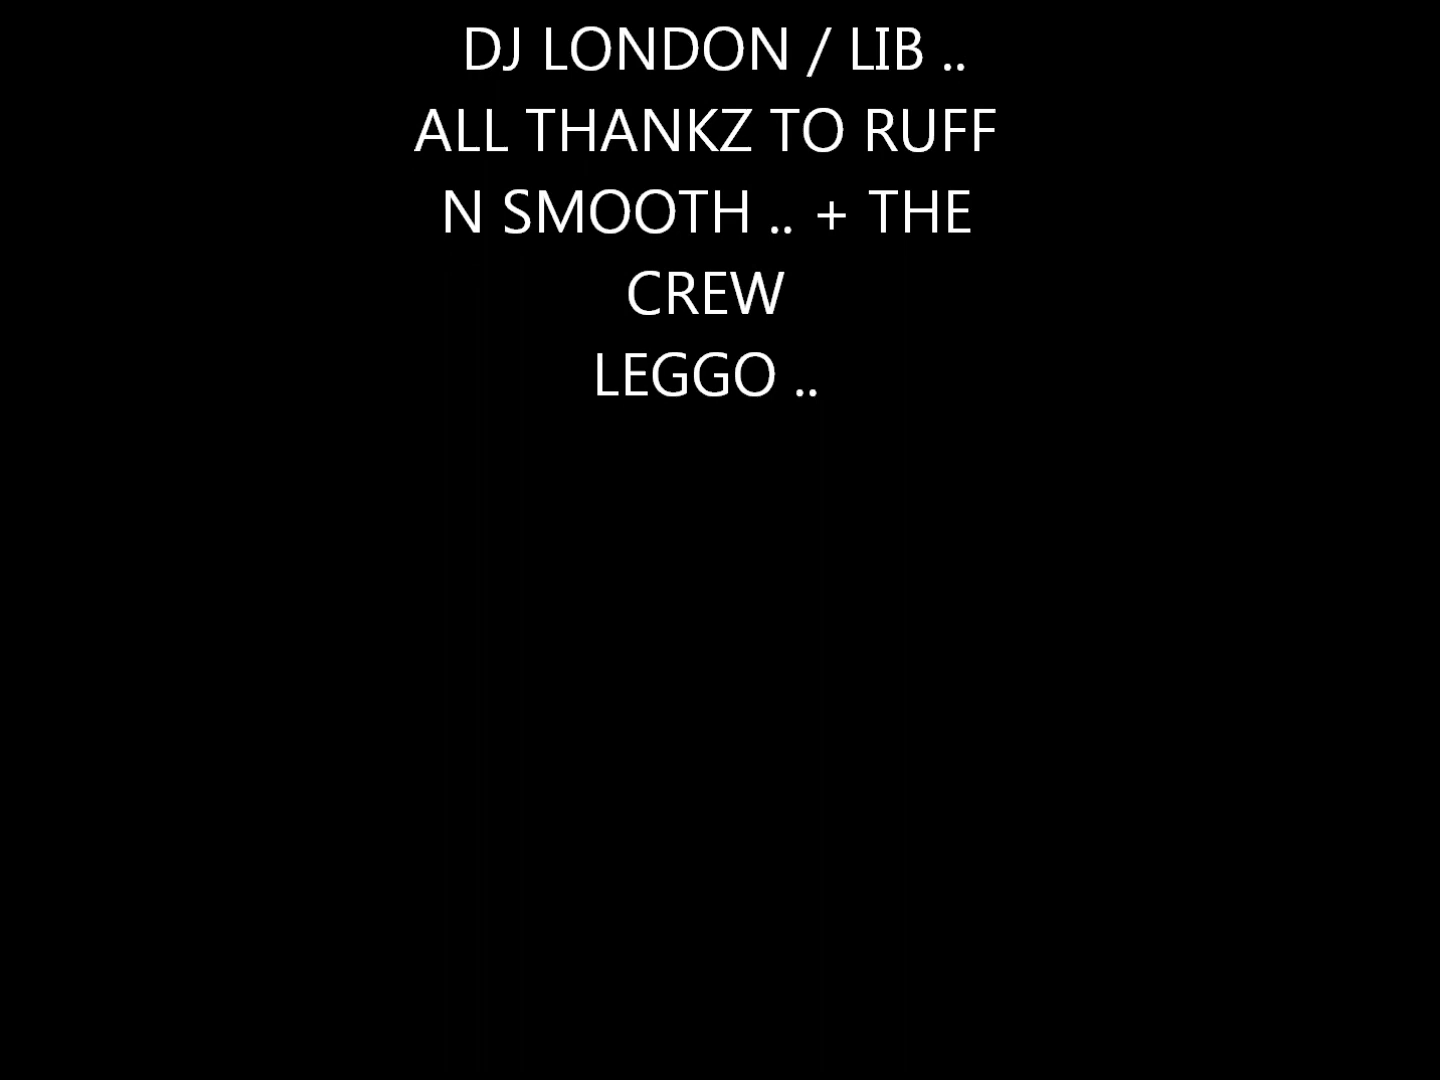 DJ LONDON / LIB ..
ALL THANKZ TO RUFF
N SMOOTH .. + THE
CREW
LEGGO ..